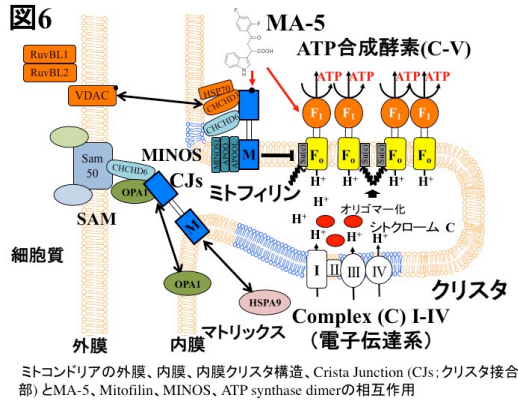 図6
MA-5
ATP合成酵素(C-V)
F
F
O
COOH
N
H
ATP
ATP
ATP
ATP
RuvBL1
RuvBL2
VDAC
HSP70
CHCHD3
CHCHD6
F1
F1
F1
F1
MINOS1
APOO
APOOL
M
Fo
Fo
Fo
Fo
Sam
50
CHCHD6
OPA1
MINOS
CJs
ミトフィリン
H+
H+
H+
H+
SAM
M
H+
オリゴマー化
H+
シトクローム C
H+
H+
H+
細胞質
I
II
III
IV
クリスタ
OPA1
HSPA9
マトリックス
Complex (C) I-IV
(電子伝達系)
外膜
内膜
ミトコンドリアの外膜、内膜、内膜クリスタ構造、Crista Junction (CJs;クリスタ接合
部) とMA-5、Mitofilin、MINOS、ATP synthase dimerの相互作用